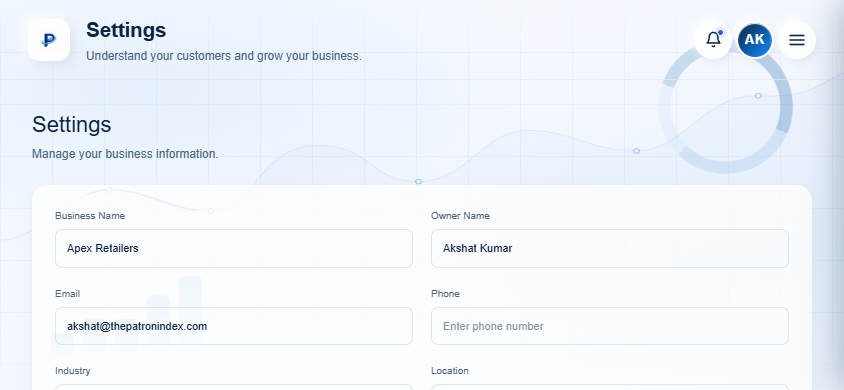 P
Settings
Understand your customers and grow your business.
AK
Settings
Manage your business information.
Business Name
Owner Name
Apex Retailers
Akshat Kumar
Email
Phone
akshat@thepatronindex.com
Enter phone number
Industry
Location